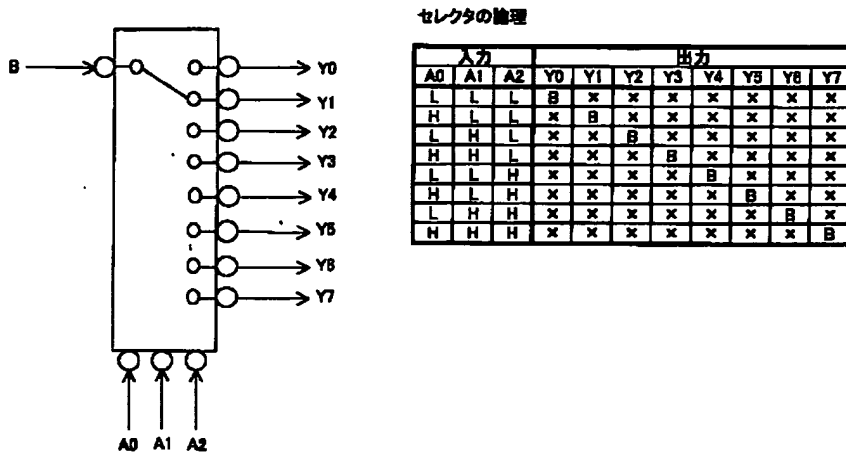 セレクタの論理
B
Y0
Y1
Y2
Y3
Y4
Y5
Y6
Y7
A0 A1 A2
入力 出力
A0 A1 A2 Y0 Y1 Y2 Y3 Y4 Y5 Y6 Y7
L L L B × × × × × × ×
H L L × B × × × × × ×
L H L × × B × × × × ×
H H L × × × B × × × ×
L L H × × × × B × × ×
H L H × × × × × B × ×
L H H × × × × × × B ×
H H H × × × × × × × B